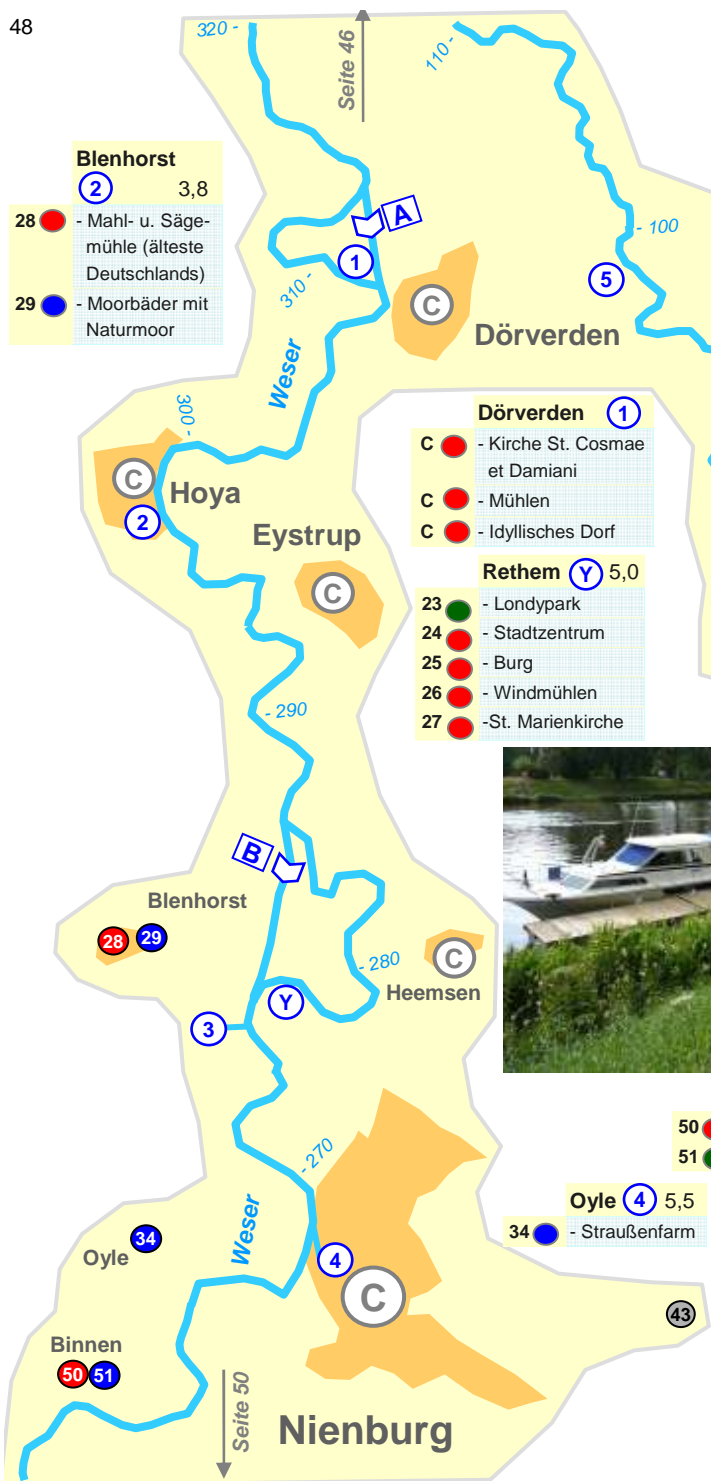 48
320 -
Seite 46
110 -
Blenhorst
2 3,8
28 - Mahl- u. Säge-
mühle (älteste
Deutschlands)
29 - Moorbäder mit
Naturmoor
A
- 100
1
5
310 -
C
Dörverden
Weser
300 -
Dörverden 1
C - Kirche St. Cosmae
et Damiani
C - Mühlen
C - Idyllisches Dorf
C
Hoya
2
Eystrup
C
Rethem Y 5,0
23 - Londypark
24 - Stadtzentrum
25 - Burg
26 - Windmühlen
27 -St. Marienkirche
- 290
B
Blenhorst
28 29
C
- 280
Heemsen
Y
3
50
51
- 270
Oyle 4 5,5
34 - Straußenfarm
Weser
34
Oyle
4
C
43
Binnen
50 51
Seite 50
Nienburg